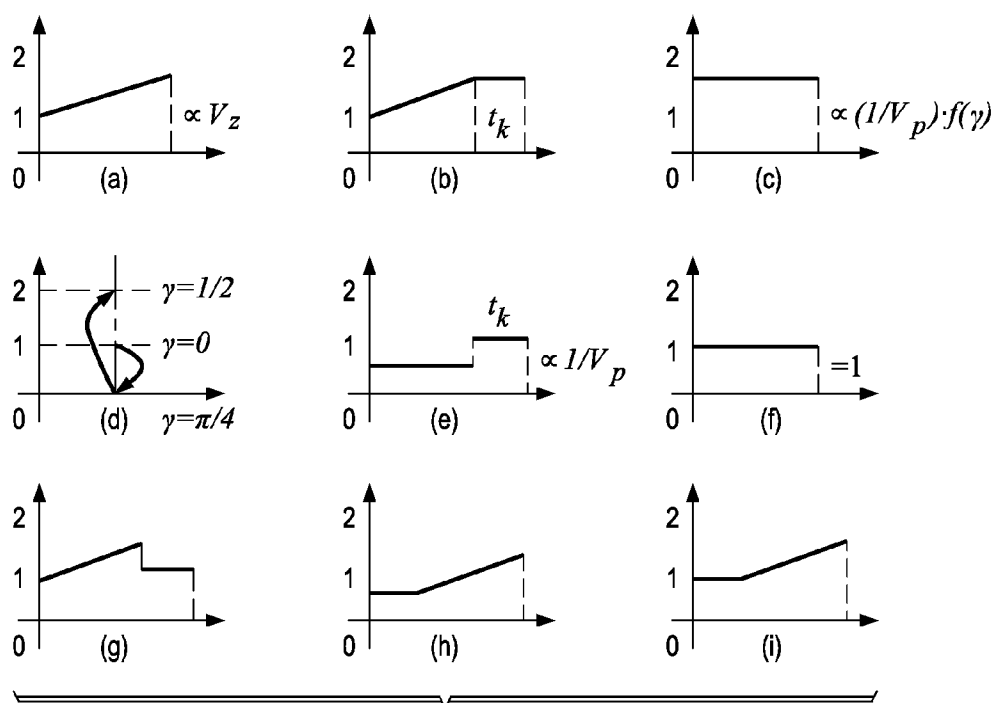 2 2 2
1 ∝ V_z 1 t_k 1 ∝ (1/V_p)·f(γ)
0 (a) 0 (b) 0 (c)
2 γ=1/2 2 t_k 2
1 γ=0 1 ∝ 1/V_p 1 =1
0 (d) γ=π/4 0 (e) 0 (f)
2 2 2
1 1 1
0 (g) 0 (h) 0 (i)